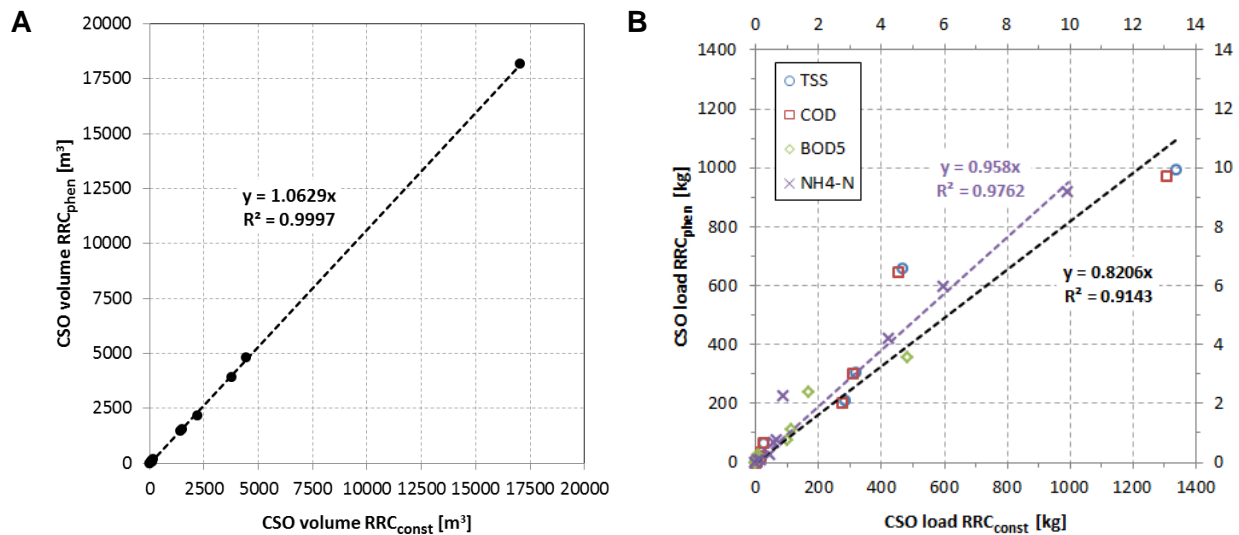 A
20000
17500
15000
12500
10000
7500
5000
2500
0
CSO volume RRCphen [m³]
y = 1.0629x
R² = 0.9997
0 2500 5000 7500 10000 12500 15000 17500 20000
CSO volume RRCconst [m³]
B
0 2 4 6 8 10 12 14
1400
1200
1000
800
600
400
200
0
CSO load RRCphen [kg]
TSS
COD
BOD5
NH4-N
y = 0.958x
R² = 0.9762
y = 0.8206x
R² = 0.9143
14
12
10
8
6
4
2
0
0 200 400 600 800 1000 1200 1400
CSO load RRCconst [kg]